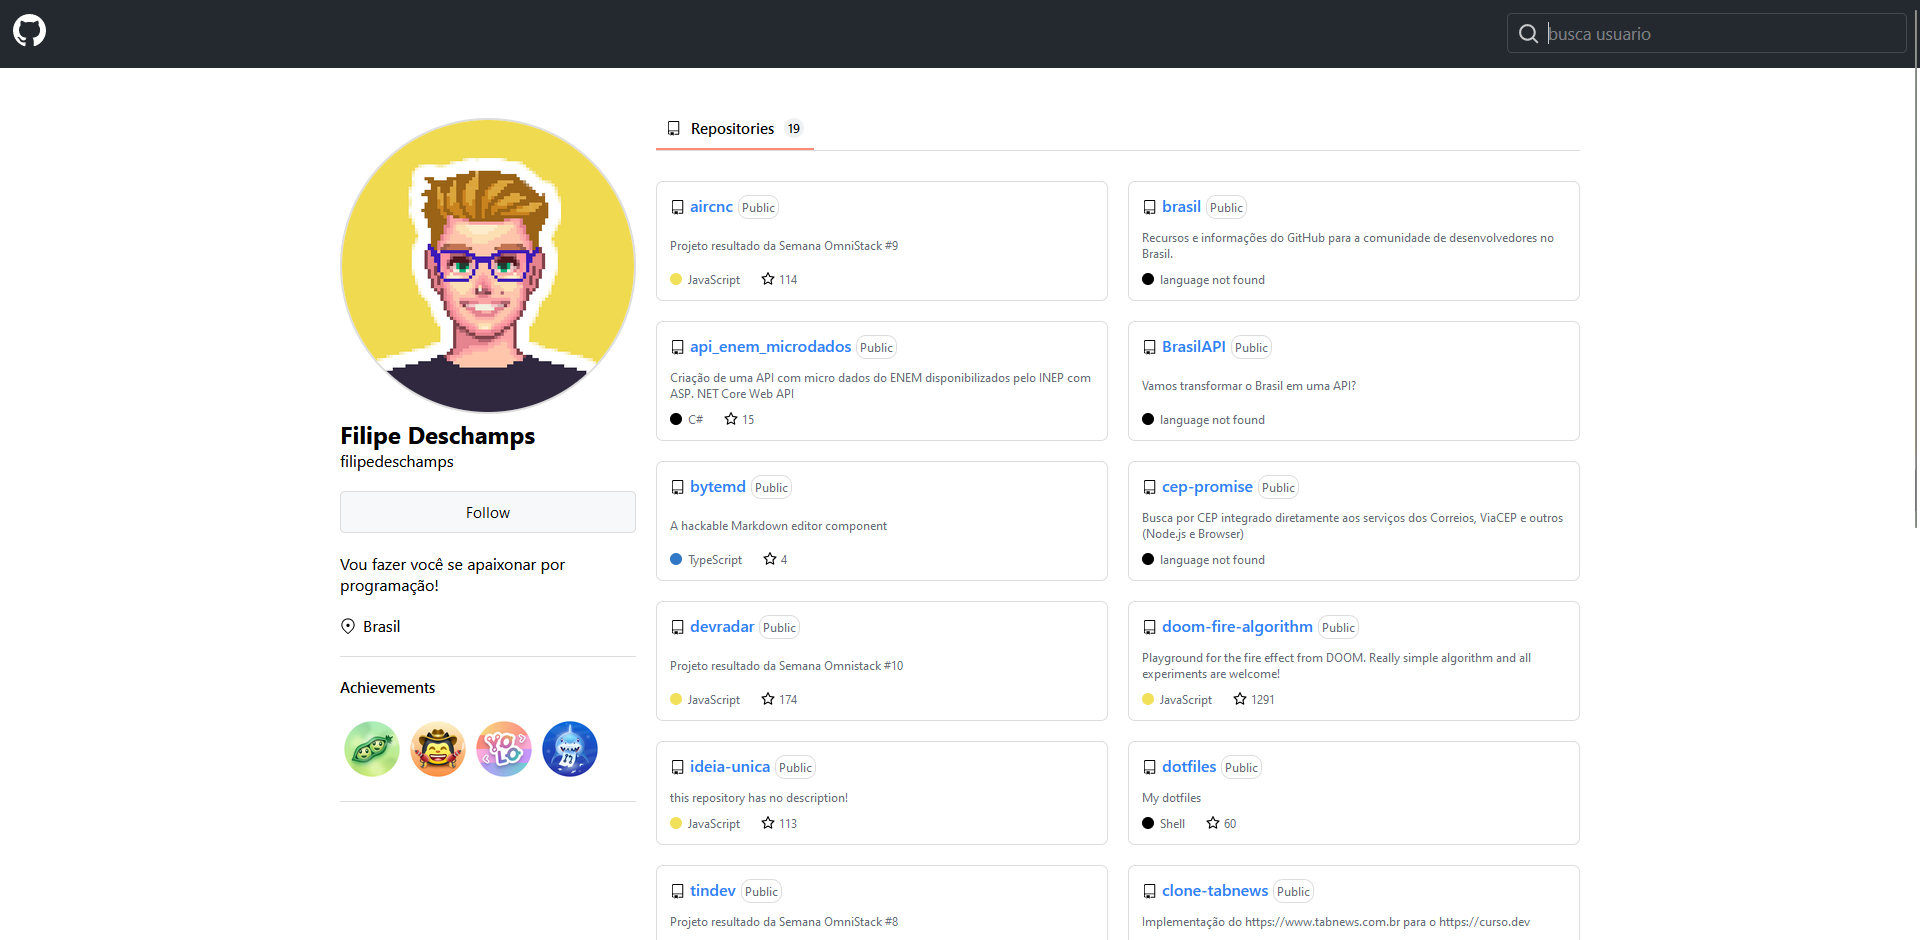 busca usuario
Filipe Deschamps
filipedeschamps
Follow
Vou fazer você se apaixonar por
programação!
Brasil
Achievements
YO
LO
Repositories 19
aircnc Public
Projeto resultado da Semana OmniStack #9
JavaScript 114
brasil Public
Recursos e informações do GitHub para a comunidade de desenvolvedores no
Brasil.
language not found
api_enem_microdados Public
Criação de uma API com micro dados do ENEM disponibilizados pelo INEP com
ASP. NET Core Web API
C# 15
BrasilAPI Public
Vamos transformar o Brasil em uma API?
language not found
bytemd Public
A hackable Markdown editor component
TypeScript 4
cep-promise Public
Busca por CEP integrado diretamente aos serviços dos Correios, ViaCEP e outros
(Node.js e Browser)
language not found
devradar Public
Projeto resultado da Semana Omnistack #10
JavaScript 174
doom-fire-algorithm Public
Playground for the fire effect from DOOM. Really simple algorithm and all
experiments are welcome!
JavaScript 1291
ideia-unica Public
this repository has no description!
JavaScript 113
dotfiles Public
My dotfiles
Shell 60
tindev Public
Projeto resultado da Semana OmniStack #8
clone-tabnews Public
Implementação do https://www.tabnews.com.br para o https://curso.dev